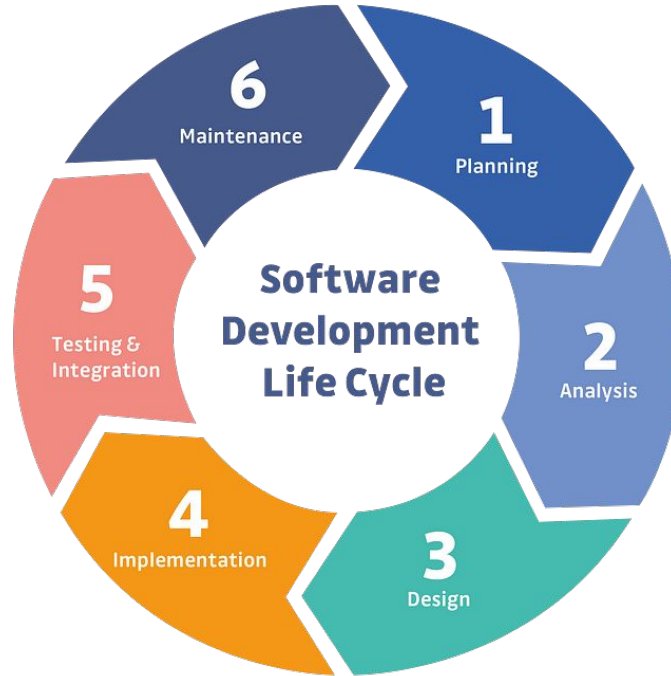 Software
Development
Life Cycle
1
Planning
2
Analysis
3
Design
4
Implementation
5
Testing &
Integration
6
Maintenance